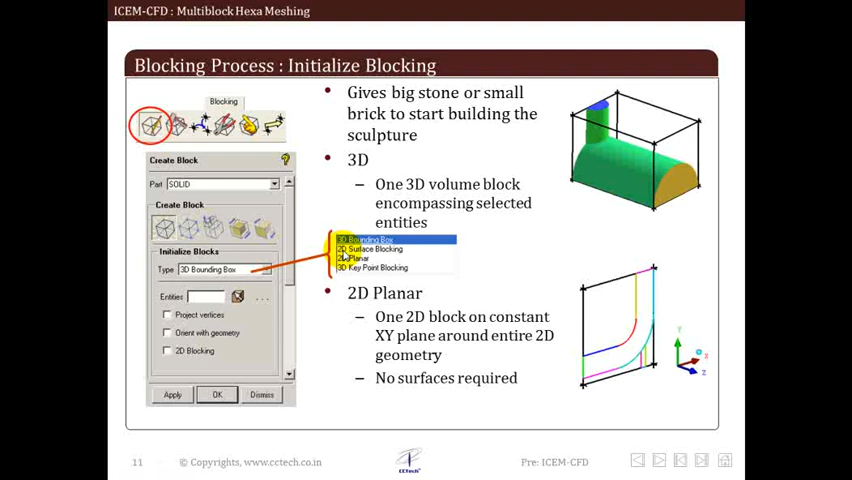 ICEM-CFD : Multiblock Hexa Meshing
Blocking Process : Initialize Blocking
Blocking
Create Block
Part SOLID
Create Block
Initialize Blocks
Type 3D Bounding Box
Entities
Project vertices
Orient with geometry
2D Blocking
Apply OK Dismiss
• Gives big stone or small
brick to start building the
sculpture
• 3D
– One 3D volume block
encompassing selected
entities
3D Bounding Box
2D Surface Blocking
2D Planar
3D Key Point Blocking
• 2D Planar
– One 2D block on constant
XY plane around entire 2D
geometry
– No surfaces required
Y
X
Z
11 © Copyrights, www.cctech.co.in
CCTech
Pre: ICEM-CFD